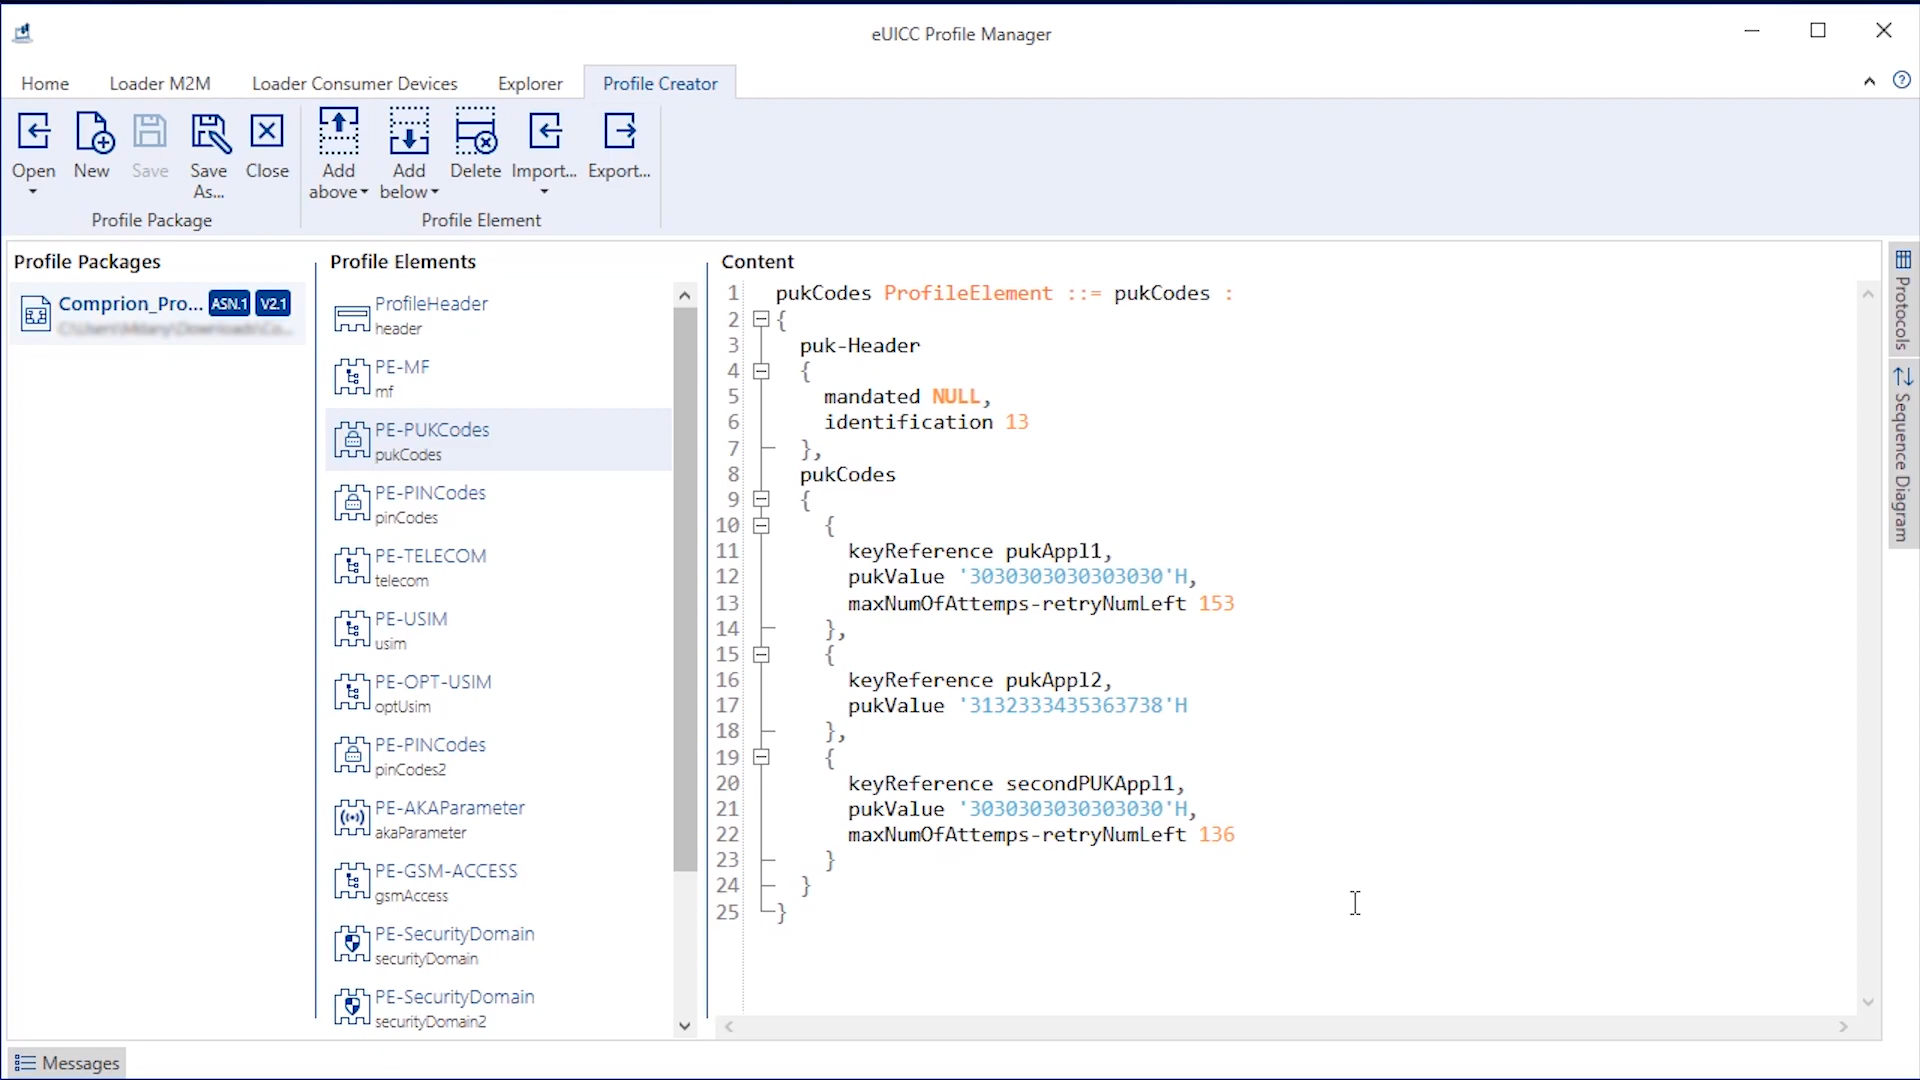 eUICC Profile Manager
Home Loader M2M Loader Consumer Devices Explorer Profile Creator
Open New Save Save As... Close
Profile Package
Add above Add below Delete Import... Export...
Profile Element
Profile Packages
Comprion_Pro... ASN.1 V2.1
Profile Elements
ProfileHeader
header
PE-MF
mf
PE-PUKCodes
pukCodes
PE-PINCodes
pinCodes
PE-TELECOM
telecom
PE-USIM
usim
PE-OPT-USIM
optUsim
PE-PINCodes
pinCodes2
PE-AKAParameter
akaParameter
PE-GSM-ACCESS
gsmAccess
PE-SecurityDomain
securityDomain
PE-SecurityDomain
securityDomain2
Content
1 pukCodes ProfileElement ::= pukCodes :
2 {
3 puk-Header
4 {
5 mandated NULL,
6 identification 13
7 },
8 pukCodes
9 {
10 {
11 keyReference pukAppl1,
12 pukValue '3030303030303030'H,
13 maxNumOfAttemps-retryNumLeft 153
14 },
15 {
16 keyReference pukAppl2,
17 pukValue '3132333435363738'H
18 },
19 {
20 keyReference secondPUKAppl1,
21 pukValue '3030303030303030'H,
22 maxNumOfAttemps-retryNumLeft 136
23 }
24 }
25 }
Protocols
Sequence Diagram
Messages